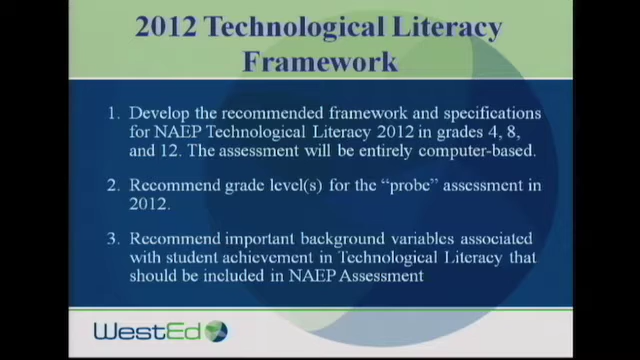 2012 Technological Literacy
Framework
1. Develop the recommended framework and specifications
for NAEP Technological Literacy 2012 in grades 4, 8,
and 12. The assessment will be entirely computer-based.
2. Recommend grade level(s) for the “probe” assessment in
2012.
3. Recommend important background variables associated
with student achievement in Technological Literacy that
should be included in NAEP Assessment
WestEd